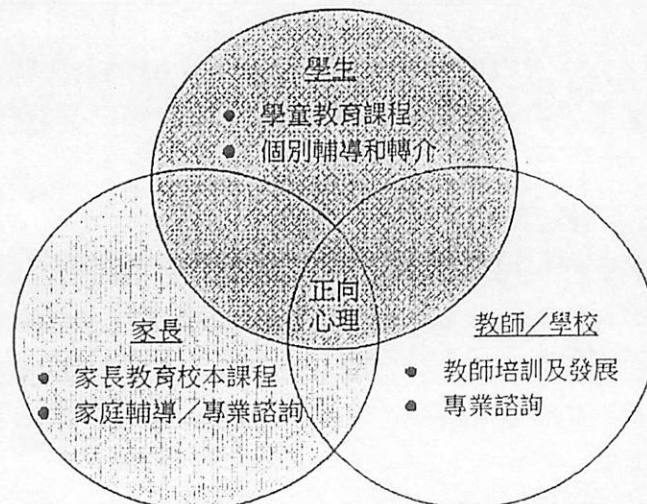 學生
● 學童教育課程
● 個別輔導和轉介
正向
心理
家長
● 家長教育校本課程
● 家庭輔導／專業諮詢
教師／學校
● 教師培訓及發展
● 專業諮詢